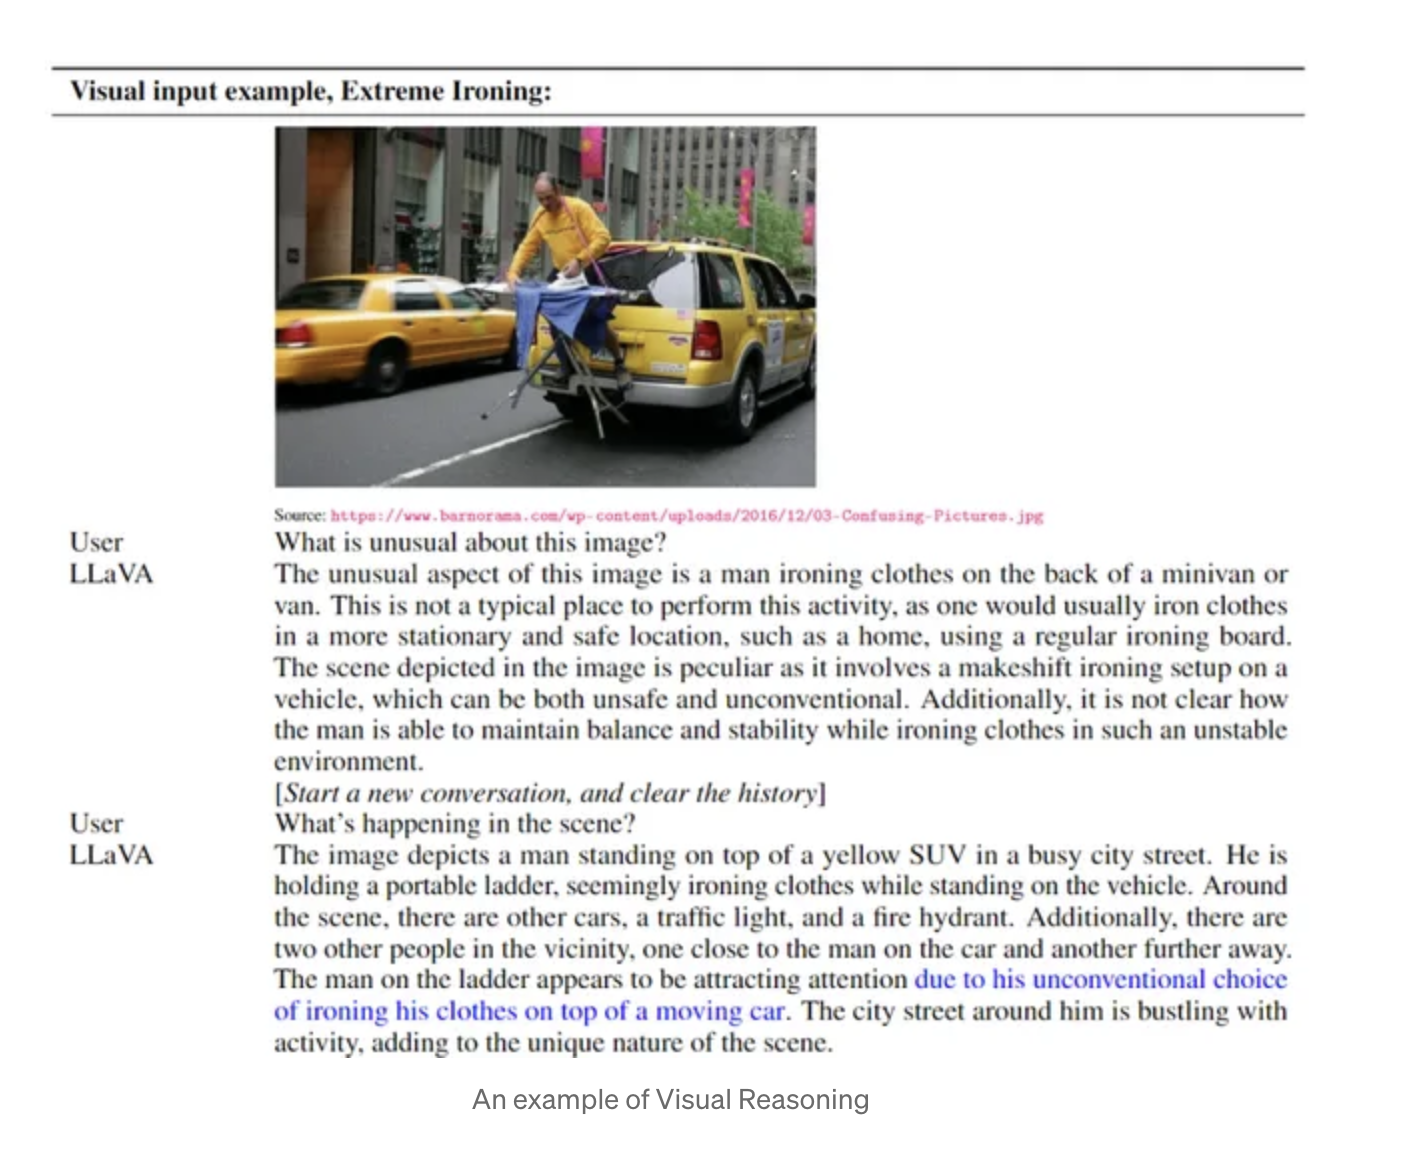 Visual input example, Extreme Ironing:
Source: https://www.barnorama.com/wp-content/uploads/2016/12/03-Confusing-Pictures.jpg
User What is unusual about this image?
LLaVA The unusual aspect of this image is a man ironing clothes on the back of a minivan or
van. This is not a typical place to perform this activity, as one would usually iron clothes
in a more stationary and safe location, such as a home, using a regular ironing board.
The scene depicted in the image is peculiar as it involves a makeshift ironing setup on a
vehicle, which can be both unsafe and unconventional. Additionally, it is not clear how
the man is able to maintain balance and stability while ironing clothes in such an unstable
environment.
[Start a new conversation, and clear the history]
User What's happening in the scene?
LLaVA The image depicts a man standing on top of a yellow SUV in a busy city street. He is
holding a portable ladder, seemingly ironing clothes while standing on the vehicle. Around
the scene, there are other cars, a traffic light, and a fire hydrant. Additionally, there are
two other people in the vicinity, one close to the man on the car and another further away.
The man on the ladder appears to be attracting attention due to his unconventional choice
of ironing his clothes on top of a moving car. The city street around him is bustling with
activity, adding to the unique nature of the scene.
An example of Visual Reasoning